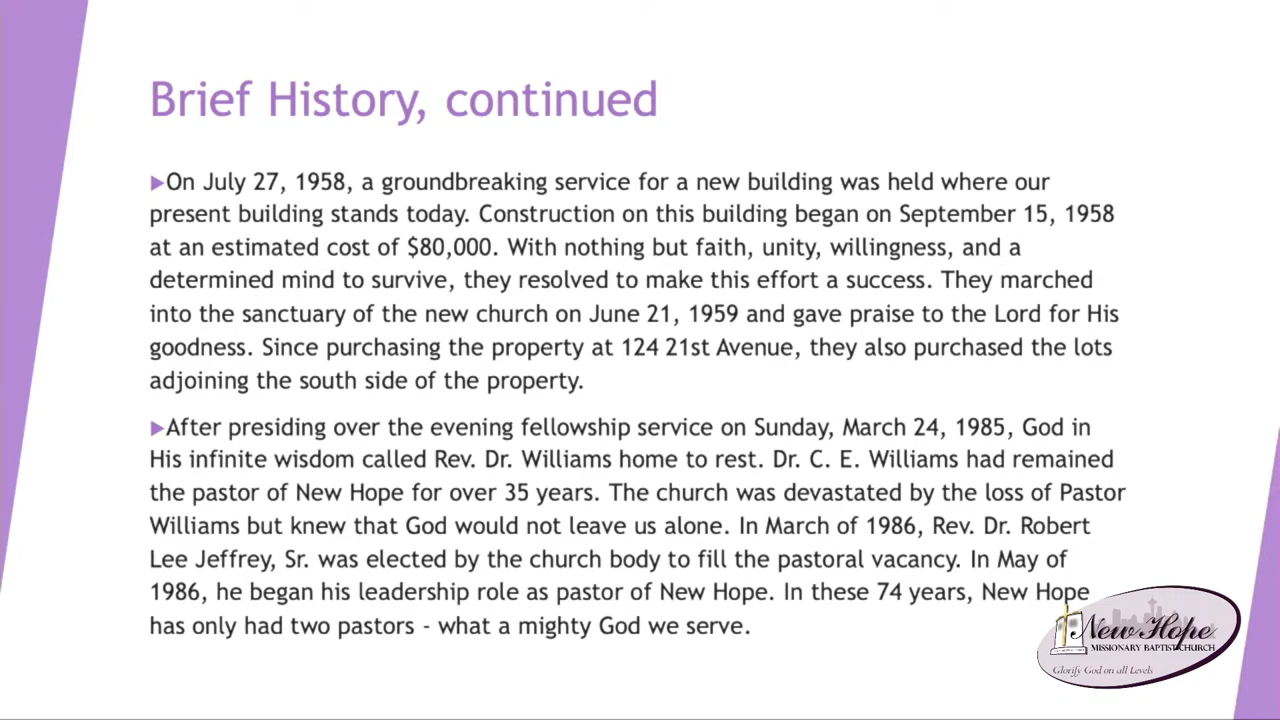 Brief History, continued
▶On July 27, 1958, a groundbreaking service for a new building was held where our
present building stands today. Construction on this building began on September 15, 1958
at an estimated cost of $80,000. With nothing but faith, unity, willingness, and a
determined mind to survive, they resolved to make this effort a success. They marched
into the sanctuary of the new church on June 21, 1959 and gave praise to the Lord for His
goodness. Since purchasing the property at 124 21st Avenue, they also purchased the lots
adjoining the south side of the property.
▶After presiding over the evening fellowship service on Sunday, March 24, 1985, God in
His infinite wisdom called Rev. Dr. Williams home to rest. Dr. C. E. Williams had remained
the pastor of New Hope for over 35 years. The church was devastated by the loss of Pastor
Williams but knew that God would not leave us alone. In March of 1986, Rev. Dr. Robert
Lee Jeffrey, Sr. was elected by the church body to fill the pastoral vacancy. In May of
1986, he began his leadership role as pastor of New Hope. In these 74 years, New Hope
has only had two pastors - what a mighty God we serve.
New Hope
MISSIONARY BAPTIST CHURCH
Glorify God on all Levels